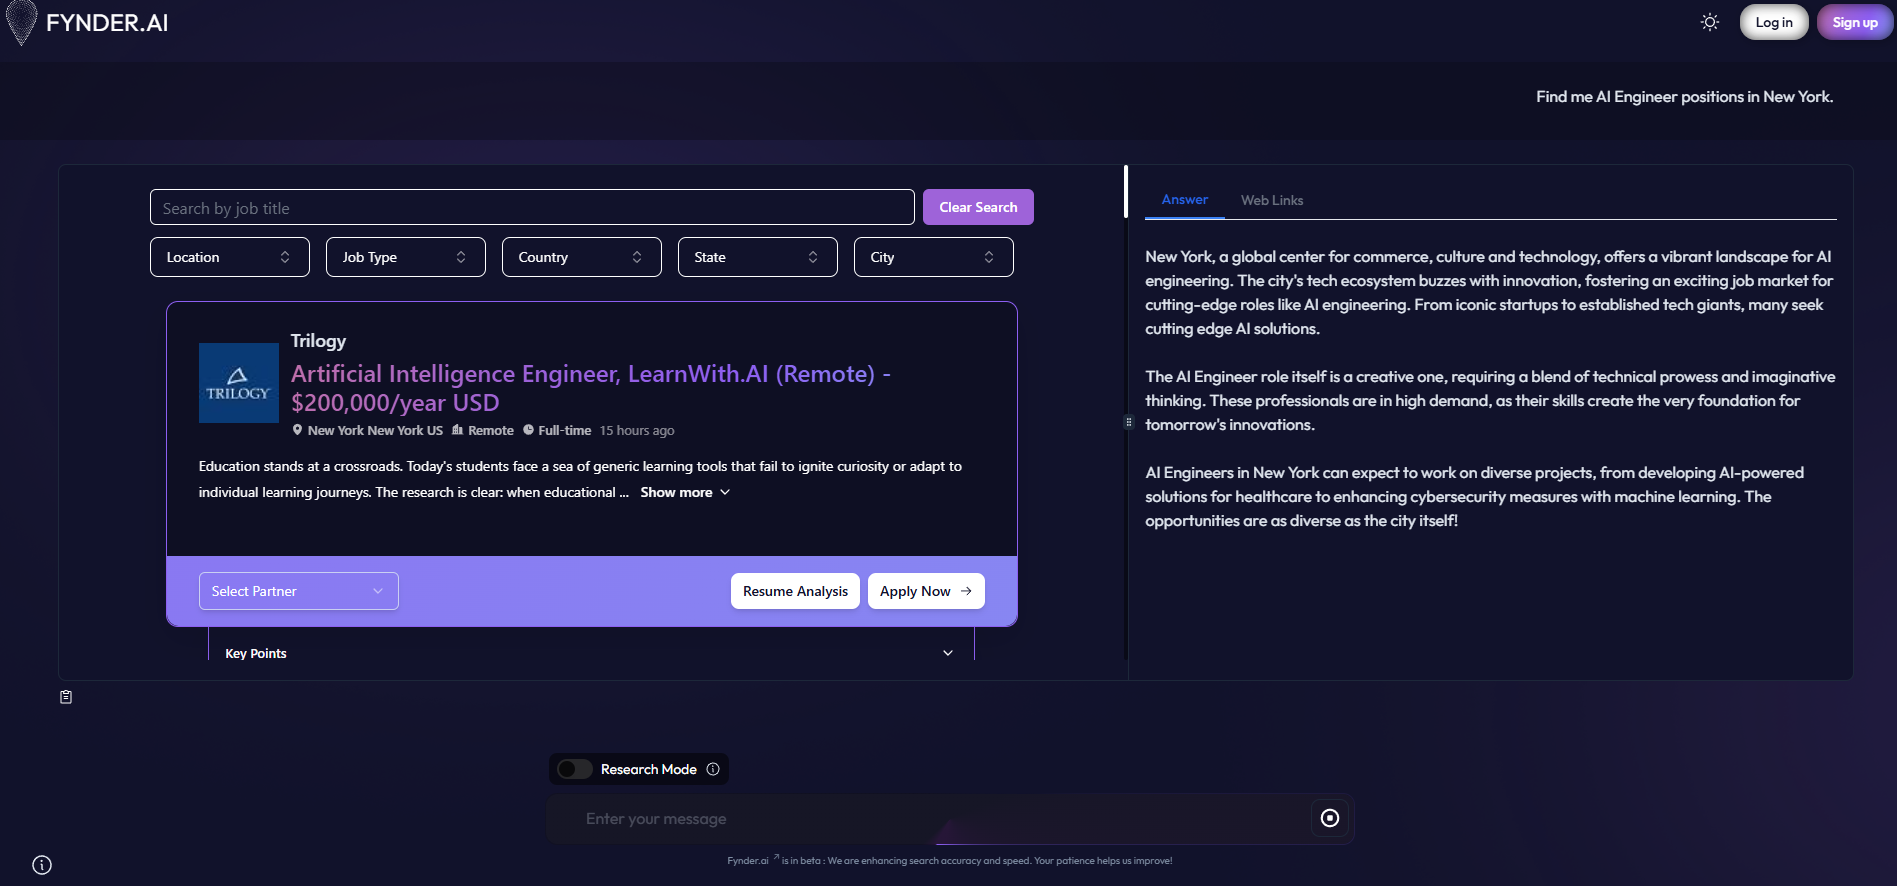 FYNDER.AI
Log in
Sign up
Find me AI Engineer positions in New York.
Search by job title
Clear Search
Location
Job Type
Country
State
City
Trilogy
TRILOGY
Artificial Intelligence Engineer, LearnWith.AI (Remote) -
$200,000/year USD
New York New York US Remote Full-time 15 hours ago
Education stands at a crossroads. Today's students face a sea of generic learning tools that fail to ignite curiosity or adapt to
individual learning journeys. The research is clear: when educational ... Show more
Select Partner
Resume Analysis
Apply Now
Key Points
Answer
Web Links
New York, a global center for commerce, culture and technology, offers a vibrant landscape for AI
engineering. The city's tech ecosystem buzzes with innovation, fostering an exciting job market for
cutting-edge roles like AI engineering. From iconic startups to established tech giants, many seek
cutting edge AI solutions.
The AI Engineer role itself is a creative one, requiring a blend of technical prowess and imaginative
thinking. These professionals are in high demand, as their skills create the very foundation for
tomorrow's innovations.
AI Engineers in New York can expect to work on diverse projects, from developing AI-powered
solutions for healthcare to enhancing cybersecurity measures with machine learning. The
opportunities are as diverse as the city itself!
Research Mode
Enter your message
Fynder.ai is in beta : We are enhancing search accuracy and speed. Your patience helps us improve!